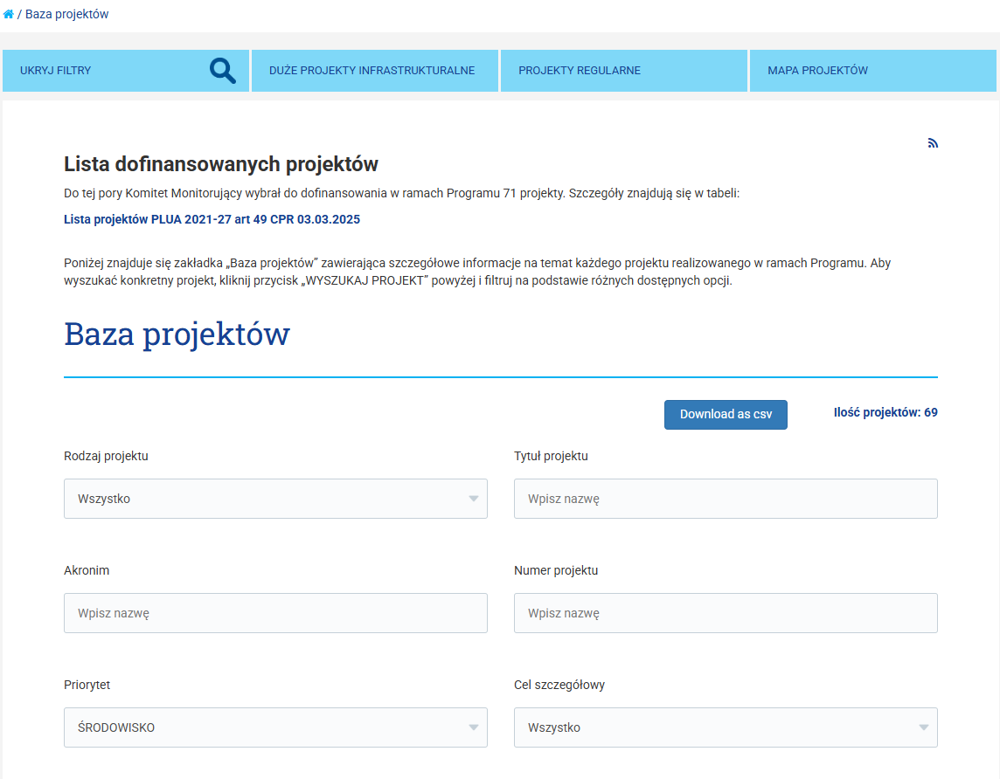 / Baza projektów
UKRYJ FILTRY
DUŻE PROJEKTY INFRASTRUKTURALNE
PROJEKTY REGULARNE
MAPA PROJEKTÓW
Lista dofinansowanych projektów
Do tej pory Komitet Monitorujący wybrał do dofinansowania w ramach Programu 71 projekty. Szczegóły znajdują się w tabeli:
Lista projektów PLUA 2021-27 art 49 CPR 03.03.2025
Poniżej znajduje się zakładka „Baza projektów” zawierająca szczegółowe informacje na temat każdego projektu realizowanego w ramach Programu. Aby
wyszukać konkretny projekt, kliknij przycisk „WYSZUKAJ PROJEKT” powyżej i filtruj na podstawie różnych dostępnych opcji.
Baza projektów
Download as csv
Ilość projektów: 69
Rodzaj projektu
Tytuł projektu
Wszystko
Wpisz nazwę
Akronim
Numer projektu
Wpisz nazwę
Wpisz nazwę
Priorytet
Cel szczegółowy
ŚRODOWISKO
Wszystko